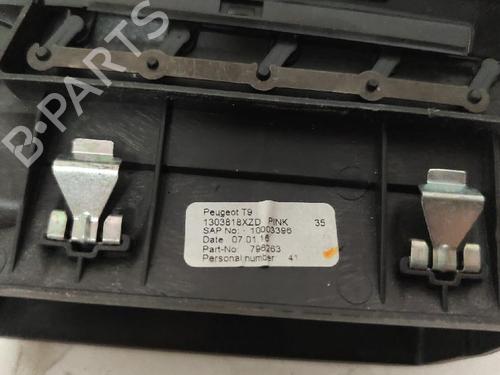 B-PARTS
Peugeot T9
1303818XZD PINK 35
SAP No: 10003396
Date 07.01.16
Part-No 796263
Personal number 41